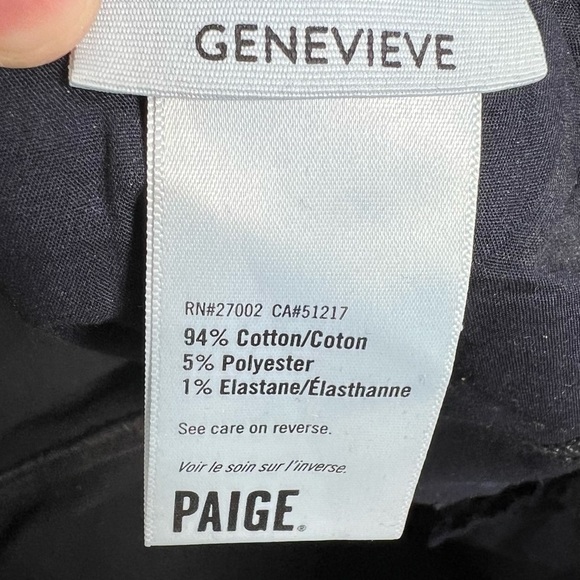 GENEVIEVE
RN#27002 CA#51217
94% Cotton/Coton
5% Polyester
1% Elastane/Élasthanne
See care on reverse.
Voir le soin sur l'inverse.
PAIGE®